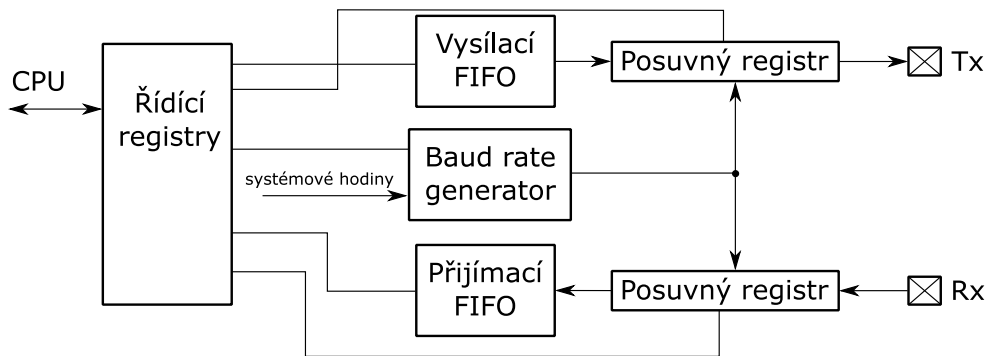 CPU
Řídící
registry
Vysílací
FIFO
Posuvný registr
Tx
systémové hodiny
Baud rate
generator
Přijímací
FIFO
Posuvný registr
Rx